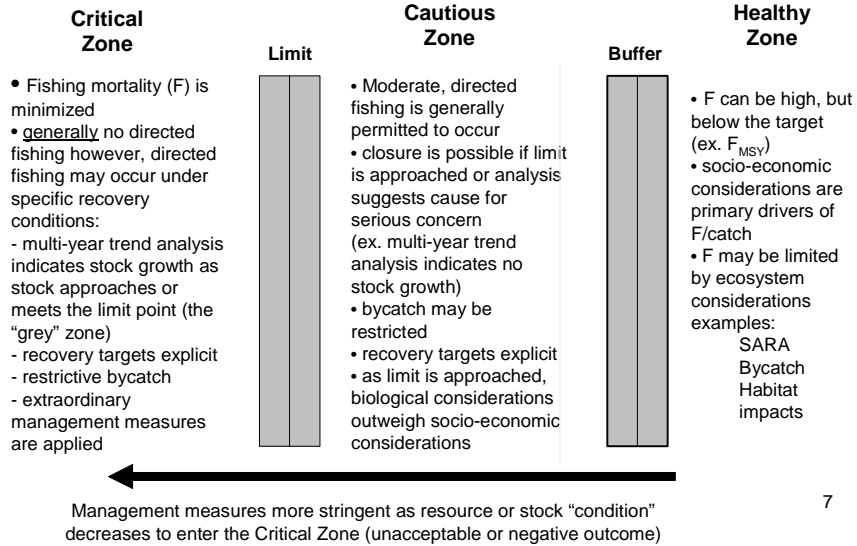 Critical
Zone
Limit
Cautious
Zone
Buffer
Healthy
Zone
• Fishing mortality (F) is
minimized
• generally no directed
fishing however, directed
fishing may occur under
specific recovery
conditions:
- multi-year trend analysis
indicates stock growth as
stock approaches or
meets the limit point (the
“grey” zone)
- recovery targets explicit
- restrictive bycatch
- extraordinary
management measures
are applied
• Moderate, directed
fishing is generally
permitted to occur
• closure is possible if limit
is approached or analysis
suggests cause for
serious concern
(ex. multi-year trend
analysis indicates no
stock growth)
• bycatch may be
restricted
• recovery targets explicit
• as limit is approached,
biological considerations
outweigh socio-economic
considerations
• F can be high, but
below the target
(ex. FMSY)
• socio-economic
considerations are
primary drivers of
F/catch
• F may be limited
by ecosystem
considerations
examples:
SARA
Bycatch
Habitat
impacts
Management measures more stringent as resource or stock “condition”
decreases to enter the Critical Zone (unacceptable or negative outcome)
7